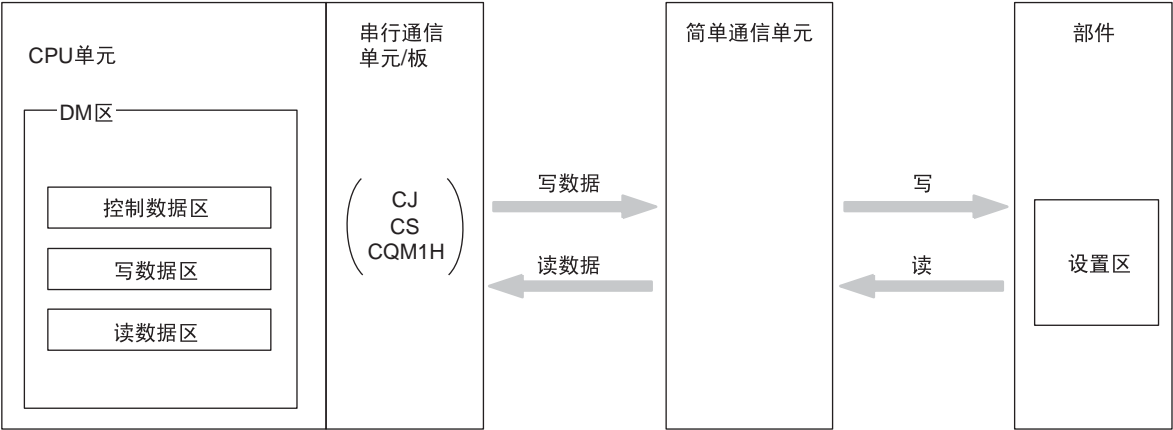 CPU单元
DM区
控制数据区
写数据区
读数据区
串行通信
单元/板
CJ
CS
CQM1H
写数据
读数据
简单通信单元
写
读
部件
设置区